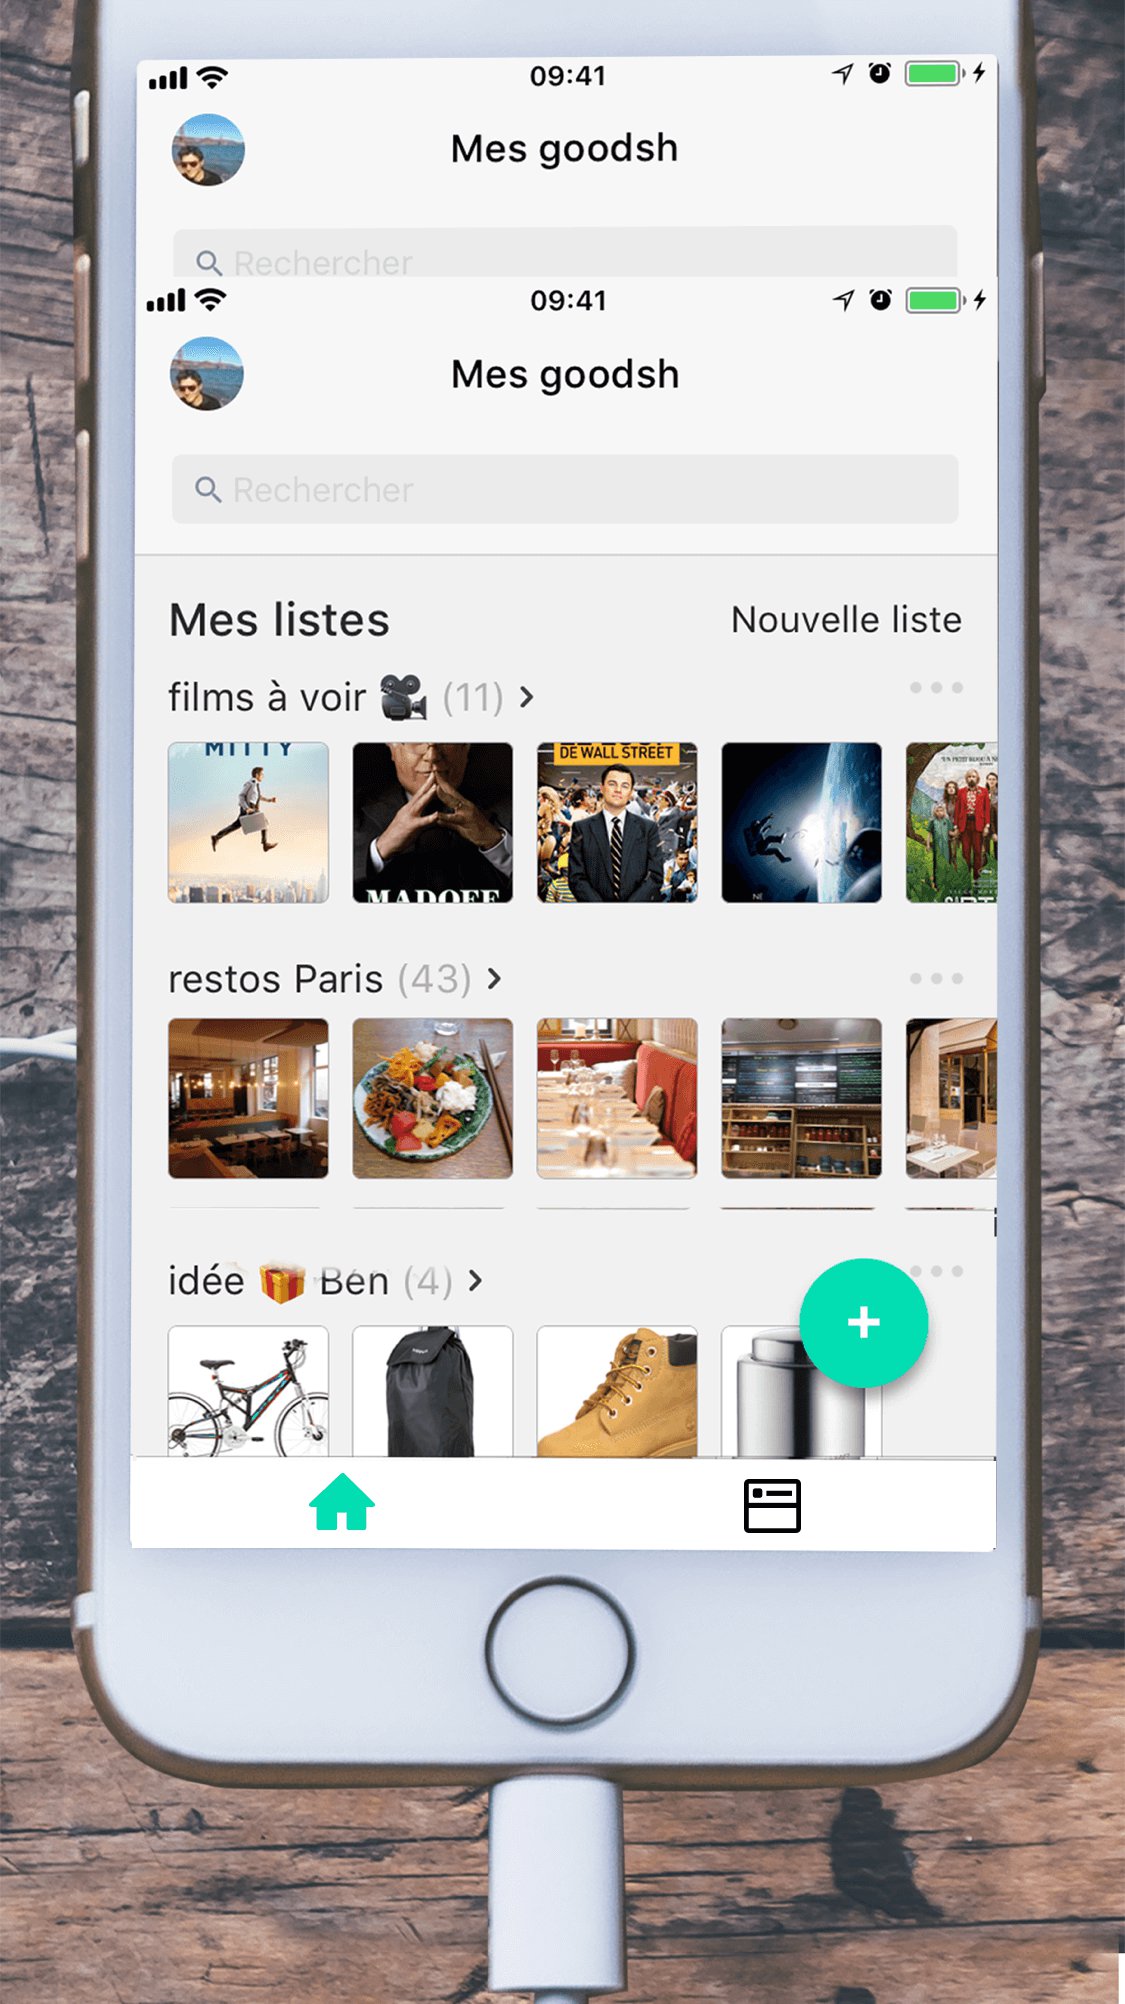 09:41
Mes goodsh
Rechercher
09:41
Mes goodsh
Rechercher
Mes listes
Nouvelle liste
films à voir (11) >
MITTY
MADOFF
DE WALL STREET
restos Paris (43) >
idée Ben (4) >
+